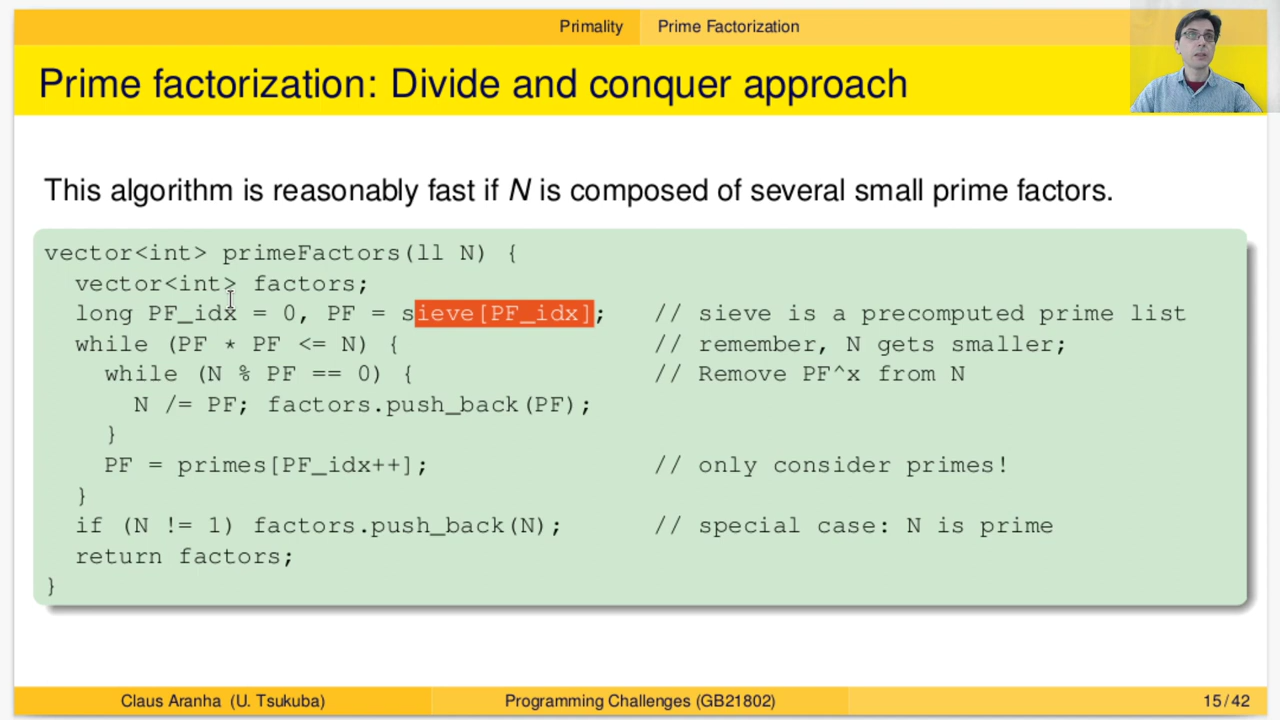 Primality Prime Factorization
Prime factorization: Divide and conquer approach
This algorithm is reasonably fast if N is composed of several small prime factors.
vector<int> primeFactors(ll N) {
vector<int> factors;
long PF_idx = 0, PF = sieve[PF_idx]; // sieve is a precomputed prime list
while (PF * PF <= N) { // remember, N gets smaller;
while (N % PF == 0) { // Remove PF^x from N
N /= PF; factors.push_back(PF);
}
PF = primes[PF_idx++]; // only consider primes!
}
if (N != 1) factors.push_back(N); // special case: N is prime
return factors;
}
Claus Aranha (U. Tsukuba) Programming Challenges (GB21802) 15 / 42